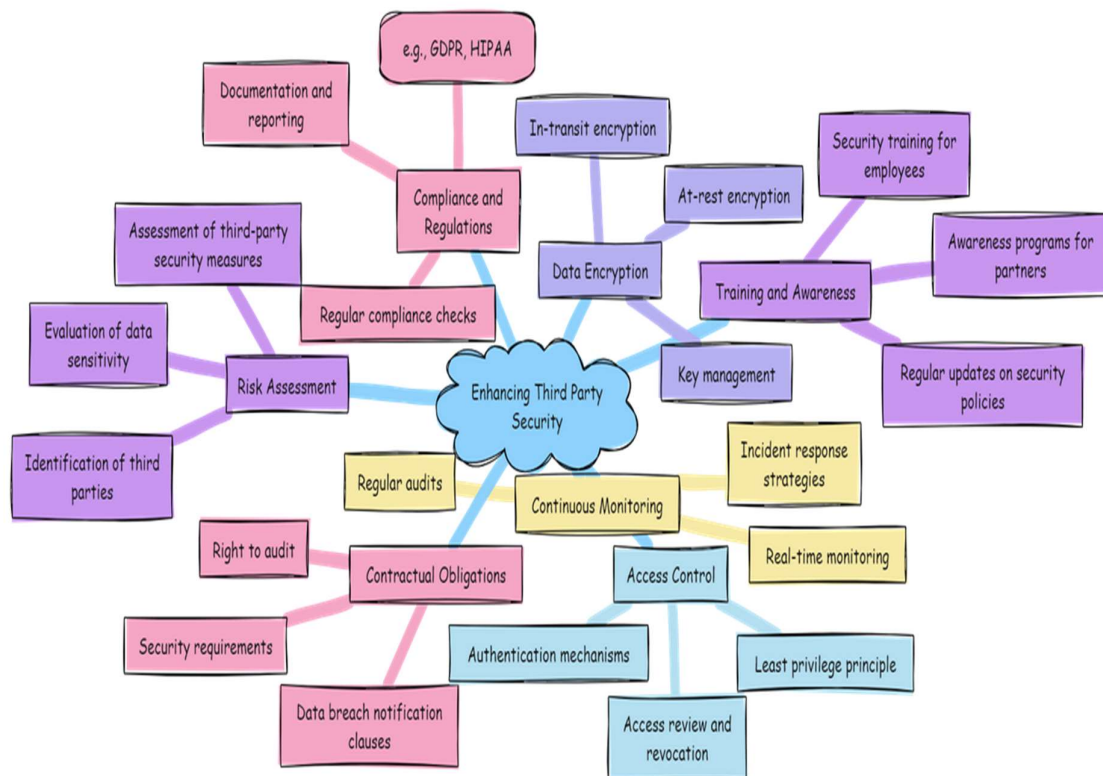 e.g., GDPR, HIPAA
Documentation and
reporting
In-transit encryption
Security training for
employees
Compliance and
Regulations
At-rest encryption
Assessment of third-party
security measures
Awareness programs for
partners
Data Encryption
Training and Awareness
Regular compliance checks
Evaluation of data
sensitivity
Risk Assessment
Enhancing Third Party
Security
Key management
Regular updates on security
policies
Identification of third
parties
Regular audits
Continuous Monitoring
Incident response
strategies
Right to audit
Contractual Obligations
Access Control
Real-time monitoring
Security requirements
Authentication mechanisms
Least privilege principle
Data breach notification
clauses
Access review and
revocation